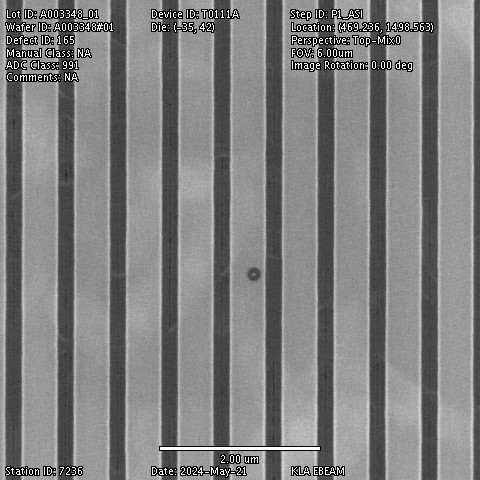 Lot ID: A003348_01
Wafer ID: A003348#01
Defect ID: 165
Manual Class: NA
ADC Class: 991
Comments: NA
Device ID: T0111A
Die: (-35, 42)
Step ID: P1_ASI
Location: (469.236, 1498.563)
Perspective: Top-Mix0
FOV: 6.00um
Image Rotation: 0.00 deg
2.00 um
Station ID: 7236
Date: 2024-May-21
KLA EBEAM